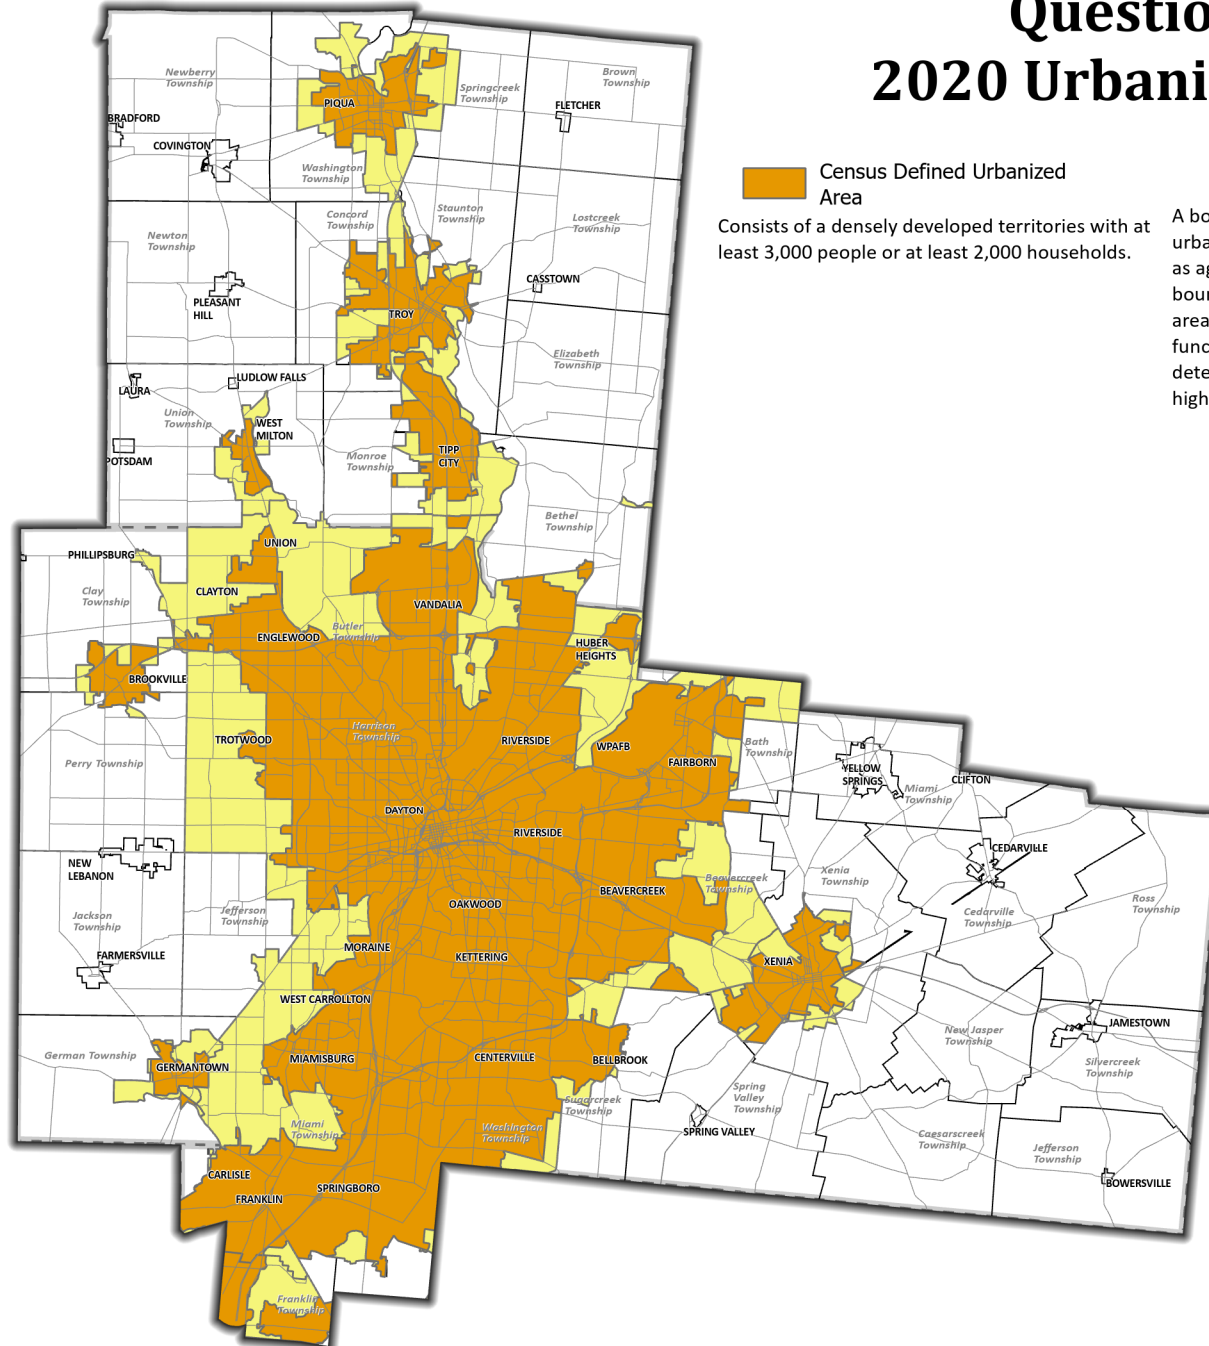 Questio
2020 Urbani
Census Defined Urbanized
Area
Consists of a densely developed territories with at
least 3,000 people or at least 2,000 households.
A bo
urba
as ag
bour
area
func
dete
high
Newberry
Township
BRADFORD
COVINGTON
PIQUA
Springcreek
Township
Brown
Township
FLETCHER
Washington
Township
Newton
Township
Concord
Township
Staunton
Township
Lostcreek
Township
PLEASANT
HILL
CASSTOWN
TROY
Elizabeth
Township
LAURA
LUDLOW FALLS
Union
Township
WEST
MILTON
POTSDAM
Monroe
Township
TIPP
CITY
Bethel
Township
PHILLIPSBURG
UNION
Clay
Township
CLAYTON
VANDALIA
ENGLEWOOD
Butler
Township
HUBER
HEIGHTS
BROOKVILLE
TROTWOOD
Harrison
Township
RIVERSIDE
WPAFB
FAIRBORN
Bath
Township
Perry Township
YELLOW
SPRINGS
CLIFTON
Miami
Township
DAYTON
RIVERSIDE
CEDARVILLE
NEW
LEBANON
BEAVERCREEK
Beavercreek
Township
Xenia
Township
OAKWOOD
Jackson
Township
Jefferson
Township
Cedarville
Township
Ross
Township
MORAINE
FARMERSVILLE
KETTERING
XENIA
WEST CARROLLTON
JAMESTOWN
New Jasper
Township
German Township
GERMANTOWN
MIAMISBURG
CENTERVILLE
BELLBROOK
Silvercreek
Township
Sugarcreek
Township
Spring
Valley
Township
Miami
Township
Washington
Township
SPRING VALLEY
Caesarscreek
Township
Jefferson
Township
CARLISLE
FRANKLIN
SPRINGBORO
BOWERSVILLE
Franklin
Township